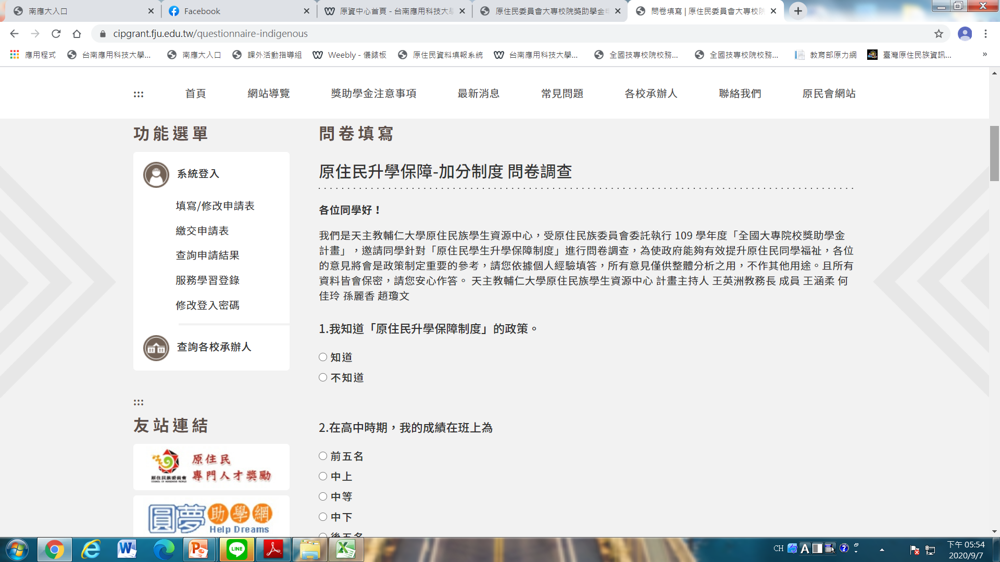 南應大入口
Facebook
原資中心首頁 - 台南應用科技大學
原住民委員會大專校院獎助學金申
問卷填寫 | 原住民委員會大專校院
cipgrant.fju.edu.tw/questionnaire-indigenous
應用程式
台南應用科技大學...
南應大入口
課外活動指導組
Weebly - 儀錶板
原住民資料填報系統
台南應用科技大學...
全國技專校院校務...
全國技專校院校務...
教育部原力網
臺灣原住民族資訊...
»
:::
首頁
網站導覽
獎助學金注意事項
最新消息
常見問題
各校承辦人
聯絡我們
原民會網站
功能選單
系統登入
填寫/修改申請表
繳交申請表
查詢申請結果
服務學習登錄
修改登入密碼
查詢各校承辦人
:::
友站連結
原住民
專門人才獎勵
原住民族委員會
COUNCIL OF INDIGENOUS PEOPLES
圓夢助學網
Help Dreams
問卷填寫
原住民升學保障-加分制度 問卷調查
各位同學好！
我們是天主教輔仁大學原住民族學生資源中心，受原住民族委員會委託執行 109 學年度「全國大專院校獎助學金
計畫」，邀請同學針對「原住民學生升學保障制度」進行問卷調查，為使政府能夠有效提升原住民同學福祉，各位
的意見將會是政策制定重要的參考，請您依據個人經驗填答，所有意見僅供整體分析之用，不作其他用途。且所有
資料皆會保密，請您安心作答。 天主教輔仁大學原住民族學生資源中心 計畫主持人 王英洲教務長 成員 王涵柔 何
佳玲 孫麗香 趙瓊文
1.我知道「原住民升學保障制度」的政策。
知道
不知道
2.在高中時期，我的成績在班上為
前五名
中上
中等
中下
後五名
LINE
CH
A
下午 05:54
2020/9/7